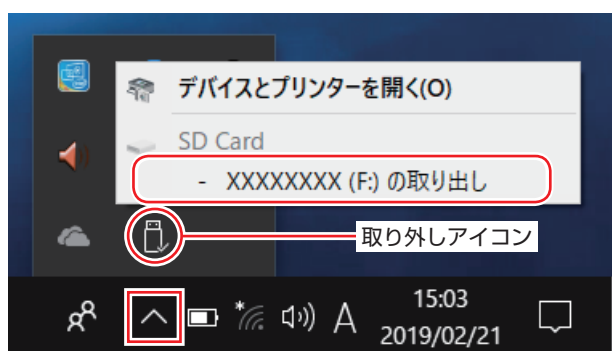 デバイスとプリンターを開く(O)
SD Card
- XXXXXXXX (F:) の取り出し
取り外しアイコン
A
15:03
2019/02/21